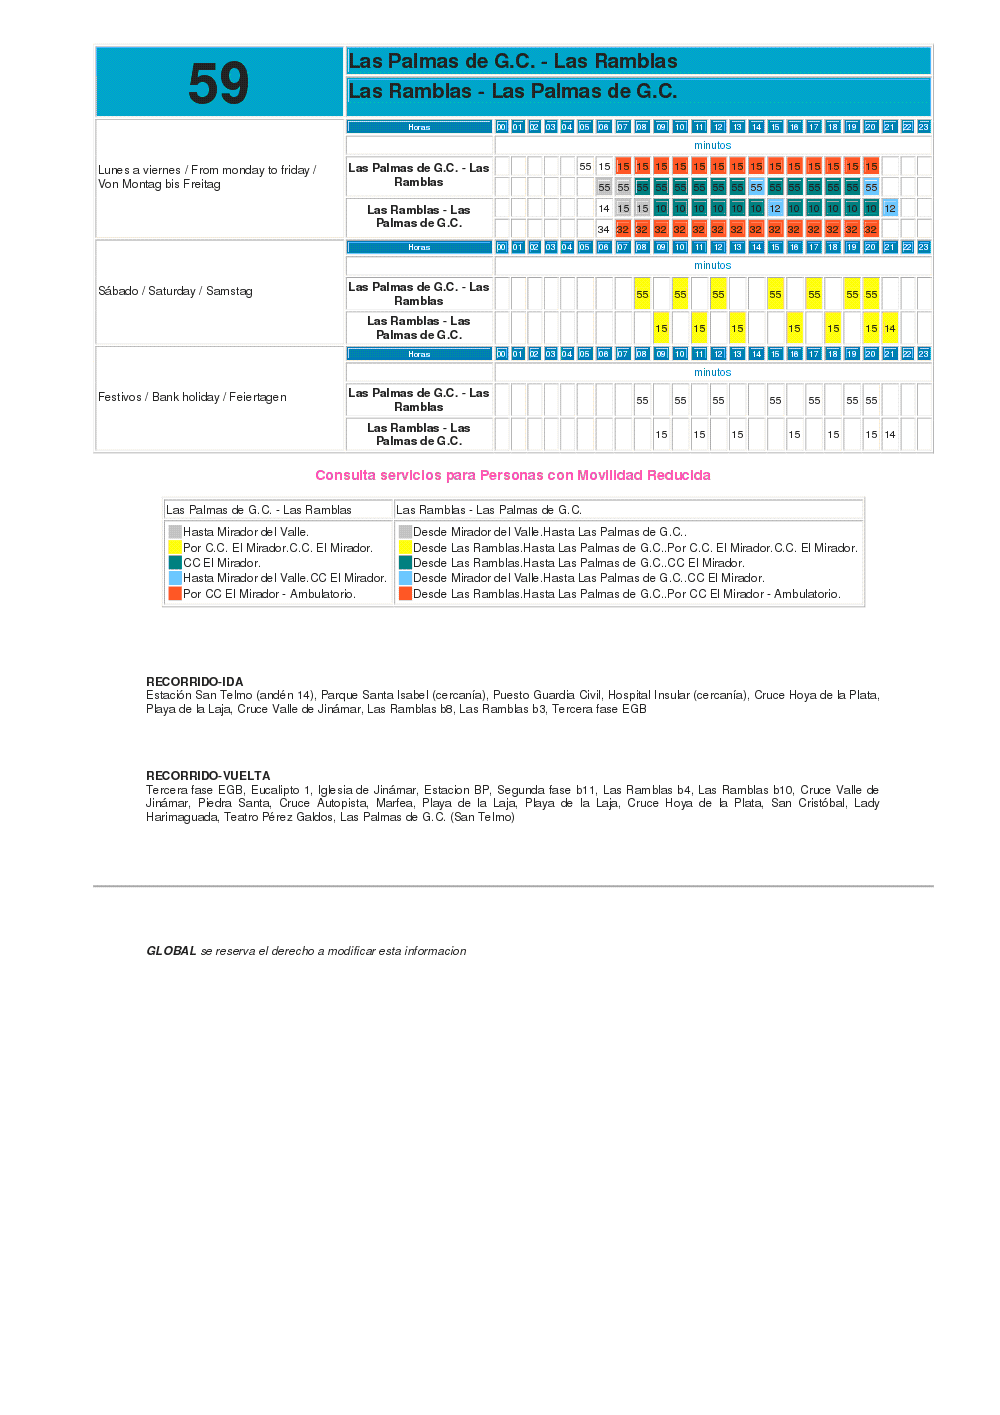 59
Las Palmas de G.C. - Las Ramblas
Las Ramblas - Las Palmas de G.C.
Lunes a viernes / From monday to friday /
Von Montag bis Freitag
Horas 00 01 02 03 04 05 06 07 08 09 10 11 12 13 14 15 16 17 18 19 20 21 22 23
minutos
Las Palmas de G.C. - Las
Ramblas
55 15 15 15 15 15 15 15 15 15 15 15 15 15 15 15
55 55 55 55 55 55 55 55 55 55 55 55 55 55 55
Las Ramblas - Las
Palmas de G.C.
14 15 15 10 10 10 10 10 10 12 10 10 10 10 10 12
34 32 32 32 32 32 32 32 32 32 32 32 32 32 32
Sábado / Saturday / Samstag
Horas 00 01 02 03 04 05 06 07 08 09 10 11 12 13 14 15 16 17 18 19 20 21 22 23
minutos
Las Palmas de G.C. - Las
Ramblas
55 55 55 55 55 55 55
Las Ramblas - Las
Palmas de G.C.
15 15 15 15 15 15 14
Festivos / Bank holiday / Feiertagen
Horas 00 01 02 03 04 05 06 07 08 09 10 11 12 13 14 15 16 17 18 19 20 21 22 23
minutos
Las Palmas de G.C. - Las
Ramblas
55 55 55 55 55 55 55
Las Ramblas - Las
Palmas de G.C.
15 15 15 15 15 15 14
Consulta servicios para Personas con Movilidad Reducida
Las Palmas de G.C. - Las Ramblas
Hasta Mirador del Valle.
Por C.C. El Mirador.C.C. El Mirador.
CC El Mirador.
Hasta Mirador del Valle.CC El Mirador.
Por CC El Mirador - Ambulatorio.
Las Ramblas - Las Palmas de G.C.
Desde Mirador del Valle.Hasta Las Palmas de G.C..
Desde Las Ramblas.Hasta Las Palmas de G.C..Por C.C. El Mirador.C.C. El Mirador.
Desde Las Ramblas.Hasta Las Palmas de G.C..CC El Mirador.
Desde Mirador del Valle.Hasta Las Palmas de G.C..CC El Mirador.
Desde Las Ramblas.Hasta Las Palmas de G.C..Por CC El Mirador - Ambulatorio.
RECORRIDO-IDA
Estación San Telmo (andén 14), Parque Santa Isabel (cercanía), Puesto Guardia Civil, Hospital Insular (cercanía), Cruce Hoya de la Plata,
Playa de la Laja, Cruce Valle de Jinámar, Las Ramblas b8, Las Ramblas b3, Tercera fase EGB
RECORRIDO-VUELTA
Tercera fase EGB, Eucalipto 1, Iglesia de Jinámar, Estacion BP, Segunda fase b11, Las Ramblas b4, Las Ramblas b10, Cruce Valle de
Jinámar, Piedra Santa, Cruce Autopista, Marfea, Playa de la Laja, Playa de la Laja, Cruce Hoya de la Plata, San Cristóbal, Lady
Harimaguada, Teatro Pérez Galdos, Las Palmas de G.C. (San Telmo)
GLOBAL se reserva el derecho a modificar esta informacion